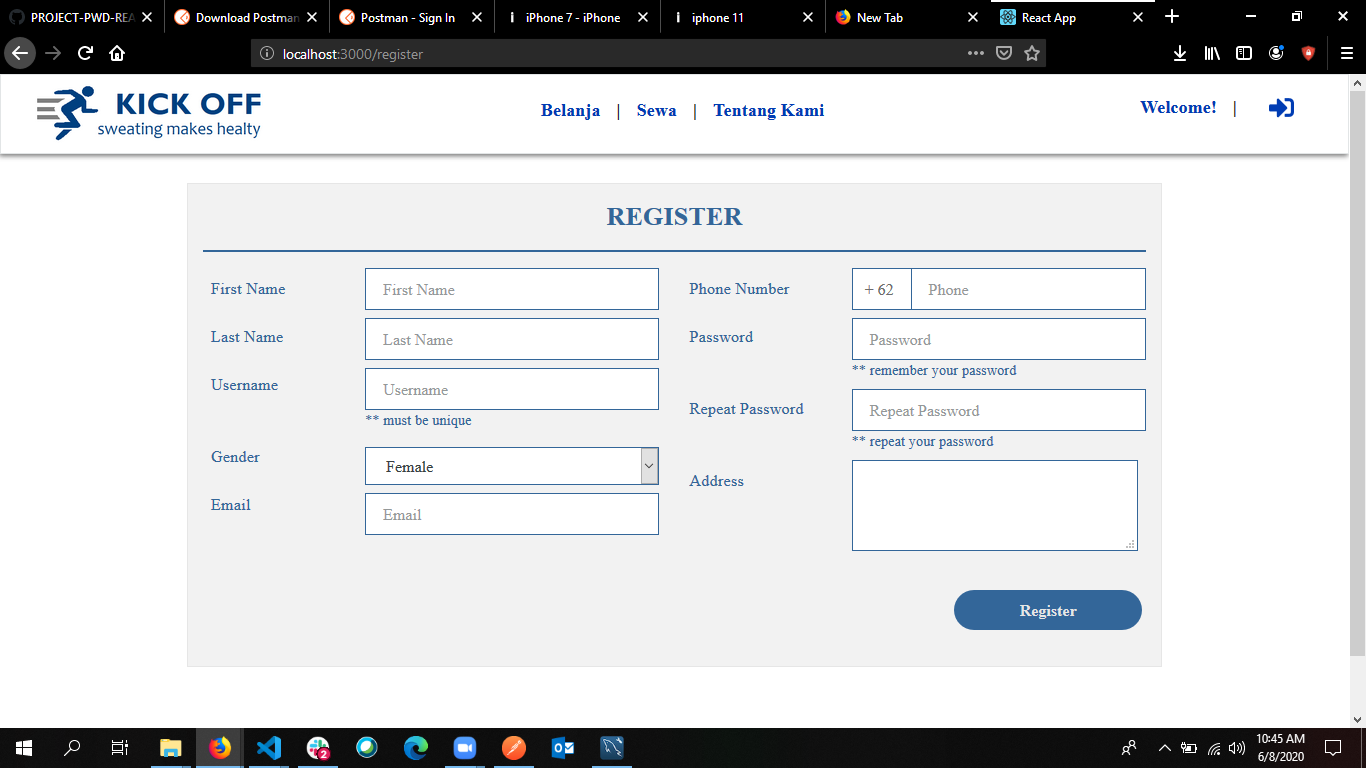 PROJECT-PWD-REA
Download Postman
Postman - Sign In
iPhone 7 - iPhone
iphone 11
New Tab
React App
localhost:3000/register
KICK OFF
sweating makes healty
Belanja | Sewa | Tentang Kami
Welcome! |
REGISTER
First Name
First Name
Last Name
Last Name
Username
Username
** must be unique
Gender
Female
Email
Email
Phone Number
+ 62
Phone
Password
Password
** remember your password
Repeat Password
Repeat Password
** repeat your password
Address
Register
2
10:45 AM
6/8/2020